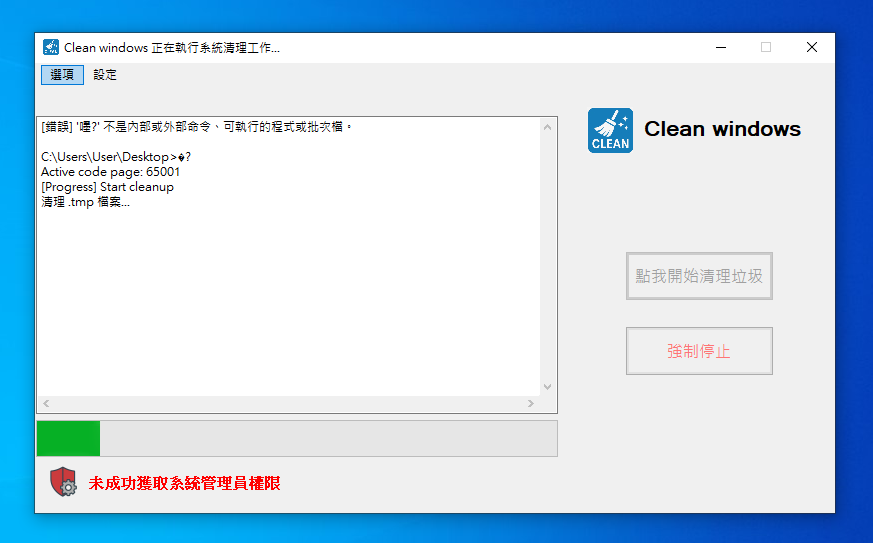 Clean windows 正在執行系統清理工作...
選項 設定
[錯誤] '嚜?' 不是內部或外部命令、可執行的程式或批次檔。
C:\Users\User\Desktop>�?
Active code page: 65001
[Progress] Start cleanup
清理 .tmp 檔案...
CLEAN
Clean windows
點我開始清理垃圾
強制停止
未成功獲取系統管理員權限